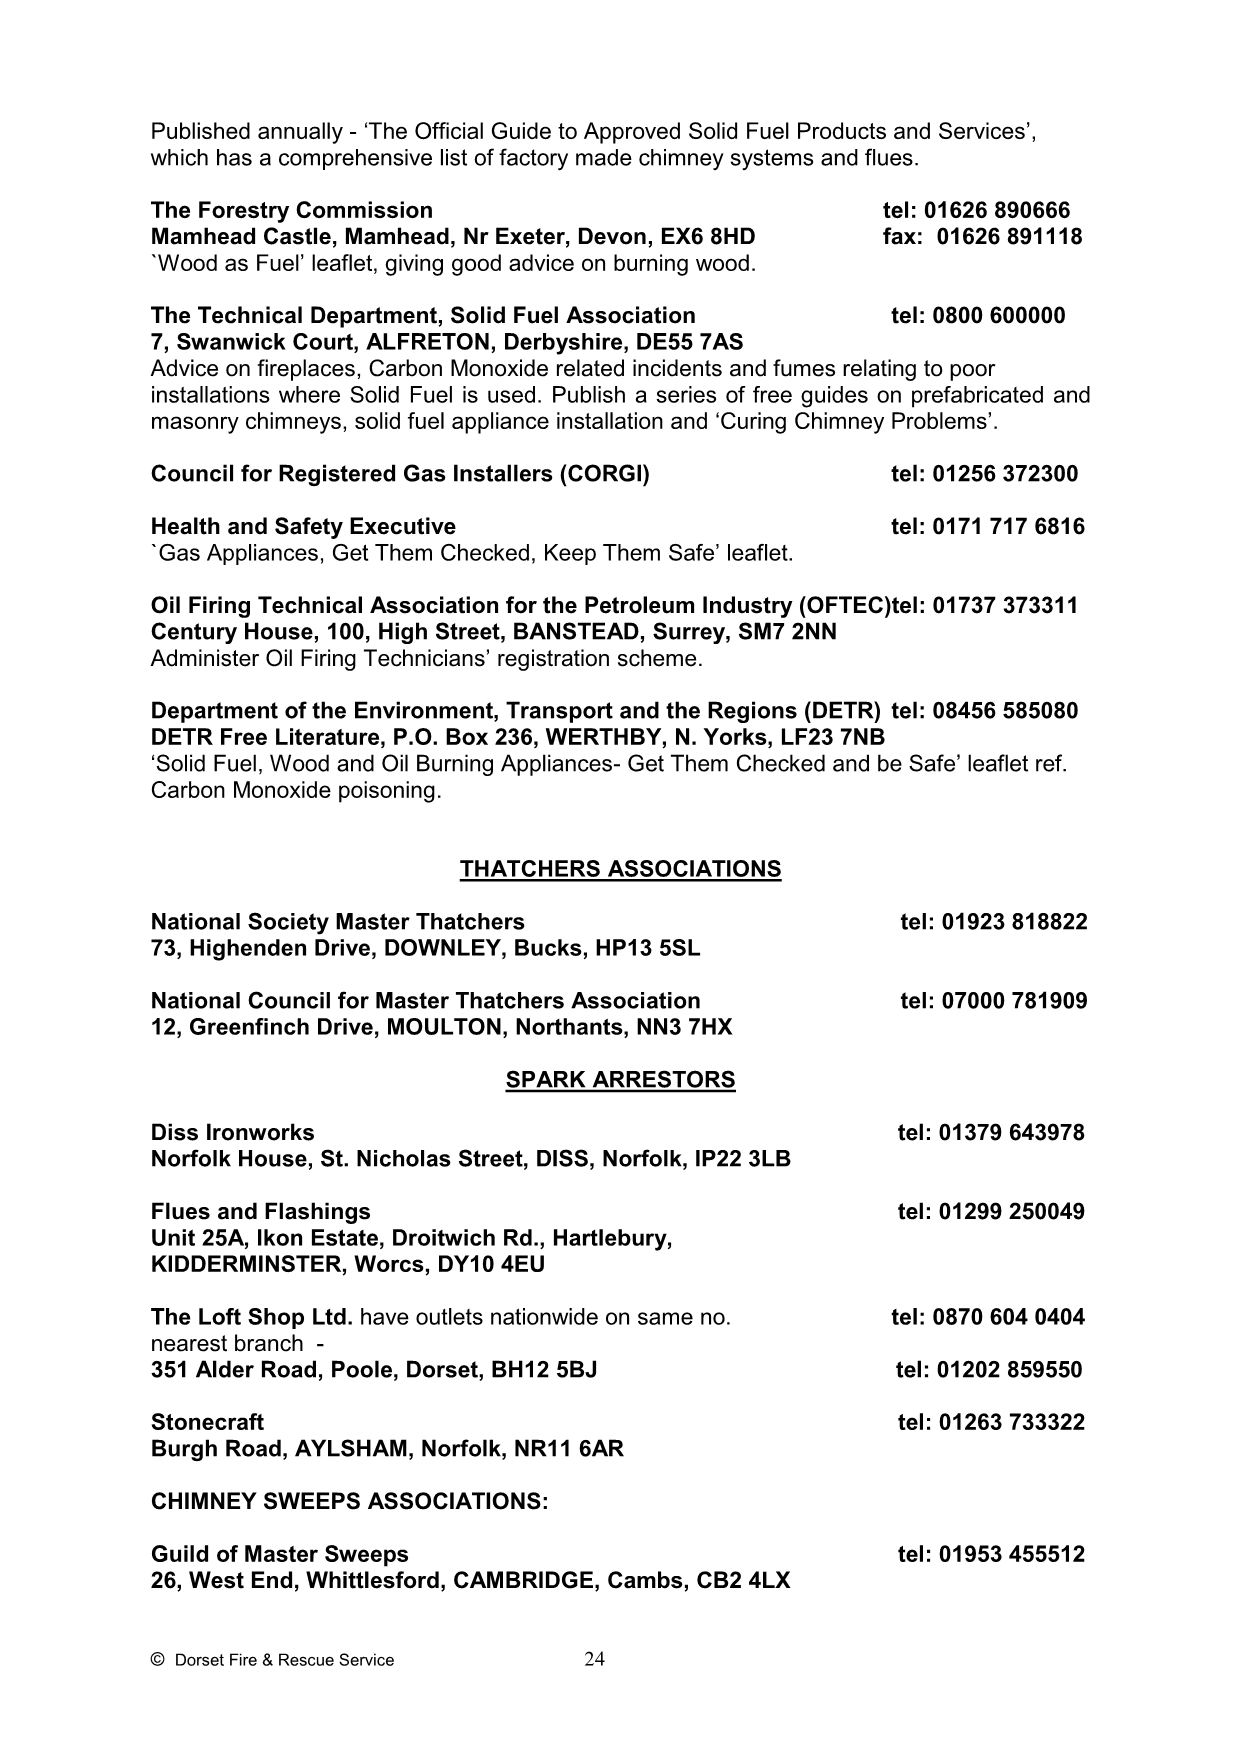 Published annually - ‘The Official Guide to Approved Solid Fuel Products and Services’,
which has a comprehensive list of factory made chimney systems and flues.
The Forestry Commission tel: 01626 890666
Mamhead Castle, Mamhead, Nr Exeter, Devon, EX6 8HD fax: 01626 891118
`Wood as Fuel’ leaflet, giving good advice on burning wood.
The Technical Department, Solid Fuel Association tel: 0800 600000
7, Swanwick Court, ALFRETON, Derbyshire, DE55 7AS
Advice on fireplaces, Carbon Monoxide related incidents and fumes relating to poor
installations where Solid Fuel is used. Publish a series of free guides on prefabricated and
masonry chimneys, solid fuel appliance installation and ‘Curing Chimney Problems’.
Council for Registered Gas Installers (CORGI) tel: 01256 372300
Health and Safety Executive tel: 0171 717 6816
`Gas Appliances, Get Them Checked, Keep Them Safe’ leaflet.
Oil Firing Technical Association for the Petroleum Industry (OFTEC)tel: 01737 373311
Century House, 100, High Street, BANSTEAD, Surrey, SM7 2NN
Administer Oil Firing Technicians’ registration scheme.
Department of the Environment, Transport and the Regions (DETR) tel: 08456 585080
DETR Free Literature, P.O. Box 236, WERTHBY, N. Yorks, LF23 7NB
‘Solid Fuel, Wood and Oil Burning Appliances- Get Them Checked and be Safe’ leaflet ref.
Carbon Monoxide poisoning.
THATCHERS ASSOCIATIONS
National Society Master Thatchers tel: 01923 818822
73, Highenden Drive, DOWNLEY, Bucks, HP13 5SL
National Council for Master Thatchers Association tel: 07000 781909
12, Greenfinch Drive, MOULTON, Northants, NN3 7HX
SPARK ARRESTORS
Diss Ironworks tel: 01379 643978
Norfolk House, St. Nicholas Street, DISS, Norfolk, IP22 3LB
Flues and Flashings tel: 01299 250049
Unit 25A, Ikon Estate, Droitwich Rd., Hartlebury,
KIDDERMINSTER, Worcs, DY10 4EU
The Loft Shop Ltd. have outlets nationwide on same no. tel: 0870 604 0404
nearest branch -
351 Alder Road, Poole, Dorset, BH12 5BJ tel: 01202 859550
Stonecraft tel: 01263 733322
Burgh Road, AYLSHAM, Norfolk, NR11 6AR
CHIMNEY SWEEPS ASSOCIATIONS:
Guild of Master Sweeps tel: 01953 455512
26, West End, Whittlesford, CAMBRIDGE, Cambs, CB2 4LX
© Dorset Fire & Rescue Service 24